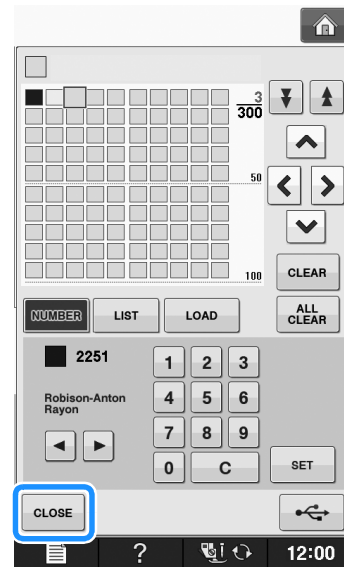 3
300
50
100
CLEAR
NUMBER
LIST
LOAD
ALL
CLEAR
2251
1 2 3
Robison-Anton
Rayon
4 5 6
7 8 9
0 C
SET
CLOSE
? 12:00